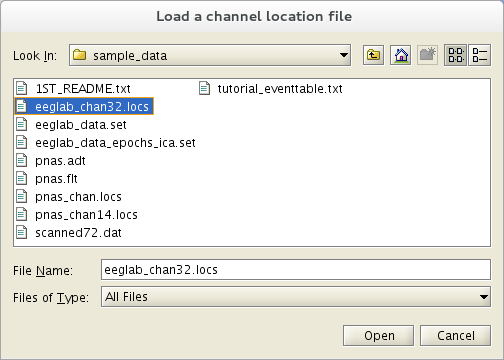 Load a channel location file
Look In: sample_data
1ST_README.txt
eeglab_chan32.locs
eeglab_data.set
eeglab_data_epochs_ica.set
pnas.adt
pnas.flt
pnas_chan.locs
pnas_chan14.locs
scanned72.dat
tutorial_eventtable.txt
File Name: eeglab_chan32.locs
Files of Type: All Files
Open Cancel